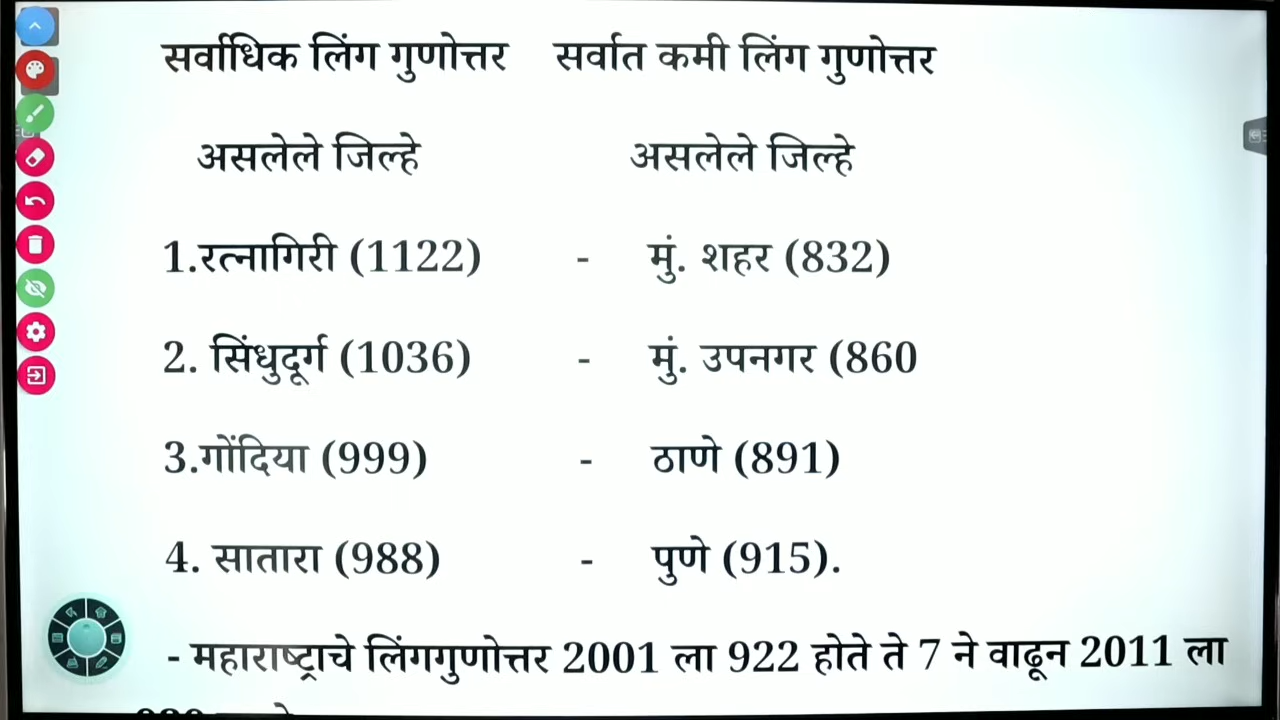 सर्वाधिक लिंग गुणोत्तर सर्वात कमी लिंग गुणोत्तर
असलेले जिल्हे असलेले जिल्हे
1.रत्नागिरी (1122) - मुं. शहर (832)
2. सिंधुदूर्ग (1036) - मुं. उपनगर (860
3.गोंदिया (999) - ठाणे (891)
4. सातारा (988) - पुणे (915).
- महाराष्ट्राचे लिंगगुणोत्तर 2001 ला 922 होते ते 7 ने वाढून 2011 ला